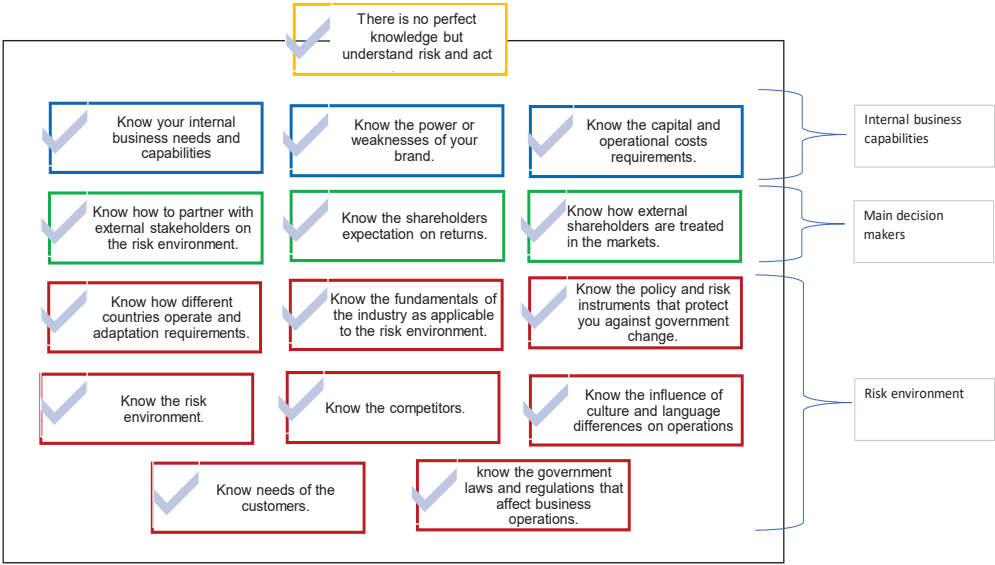 There is no perfect
knowledge but
understand risk and act
.
Know your internal
business needs and
capabilities
Know the power or
weaknesses of your
brand.
Know the capital and
operational costs
requirements.
Internal business
capabilities
Know how to partner with
external stakeholders on
the risk environment.
Know the shareholders
expectation on returns.
Know how external
shareholders are treated
in the markets.
Main decision
makers
Know how different
countries operate and
adaptation requirements.
Know the fundamentals of
the industry as applicable
to the risk environment.
Know the policy and risk
instruments that protect
you against government
change.
Know the risk
environment.
Know the competitors.
Know the influence of
culture and language
differences on operations
Risk environment
Know needs of the
customers.
know the government
laws and regulations that
affect business
operations.